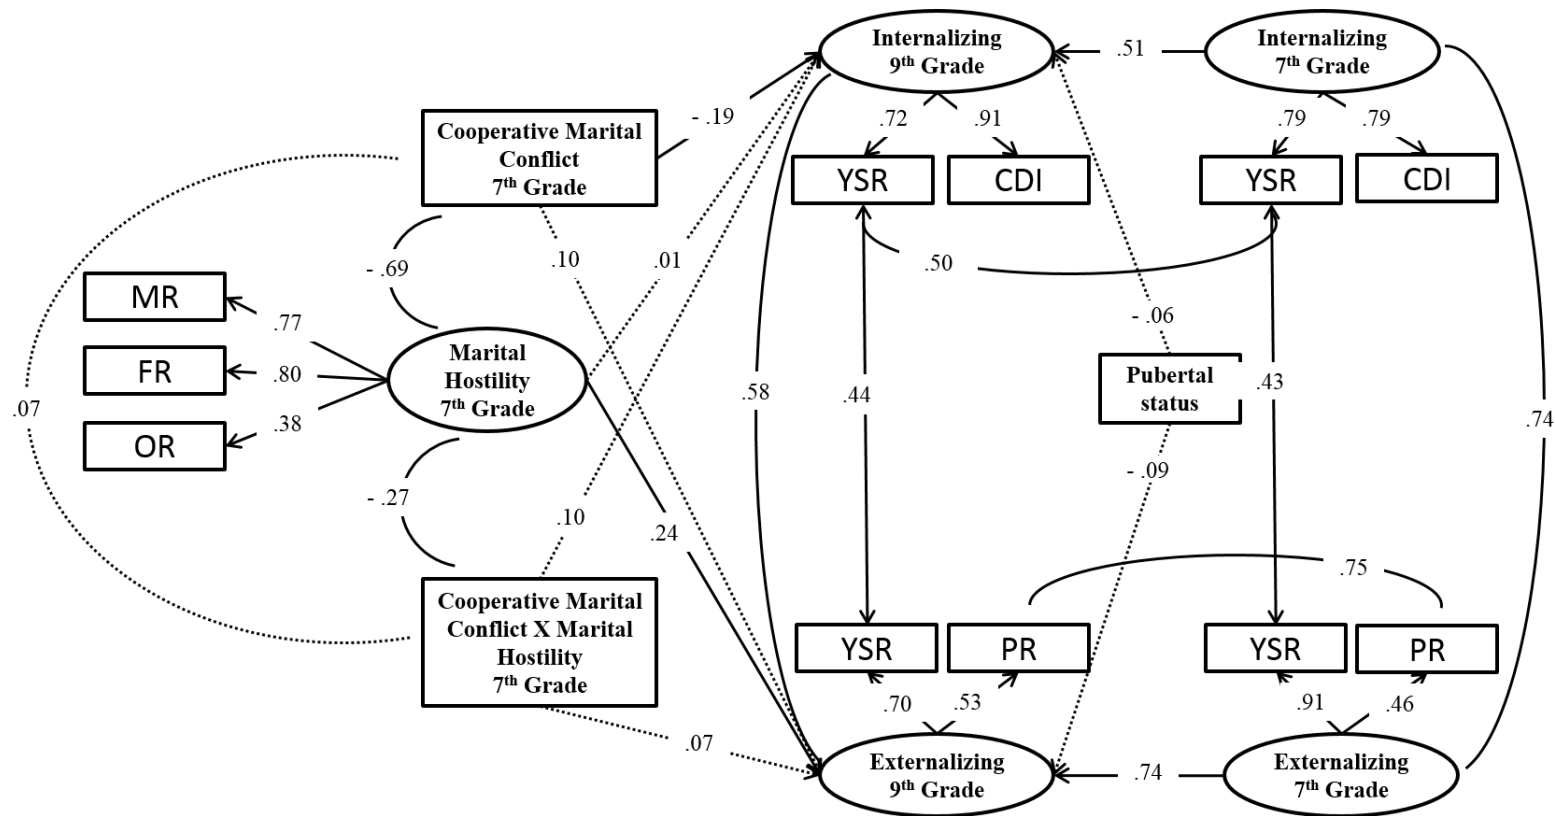 Internalizing
9th Grade
.51
Internalizing
7th Grade
- .19
.72
.91
.79
.79
Cooperative Marital
Conflict
7th Grade
YSR
CDI
YSR
CDI
- .69
.10
.01
.50
MR
.77
FR
.80
OR
.38
Marital
Hostility
7th Grade
- .06
Pubertal
status
.07
.58
.44
.43
.74
- .09
- .27
.10
.24
.75
Cooperative Marital
Conflict X Marital
Hostility
7th Grade
YSR
PR
YSR
PR
.70
.53
.91
.46
.07
Externalizing
9th Grade
.74
Externalizing
7th Grade